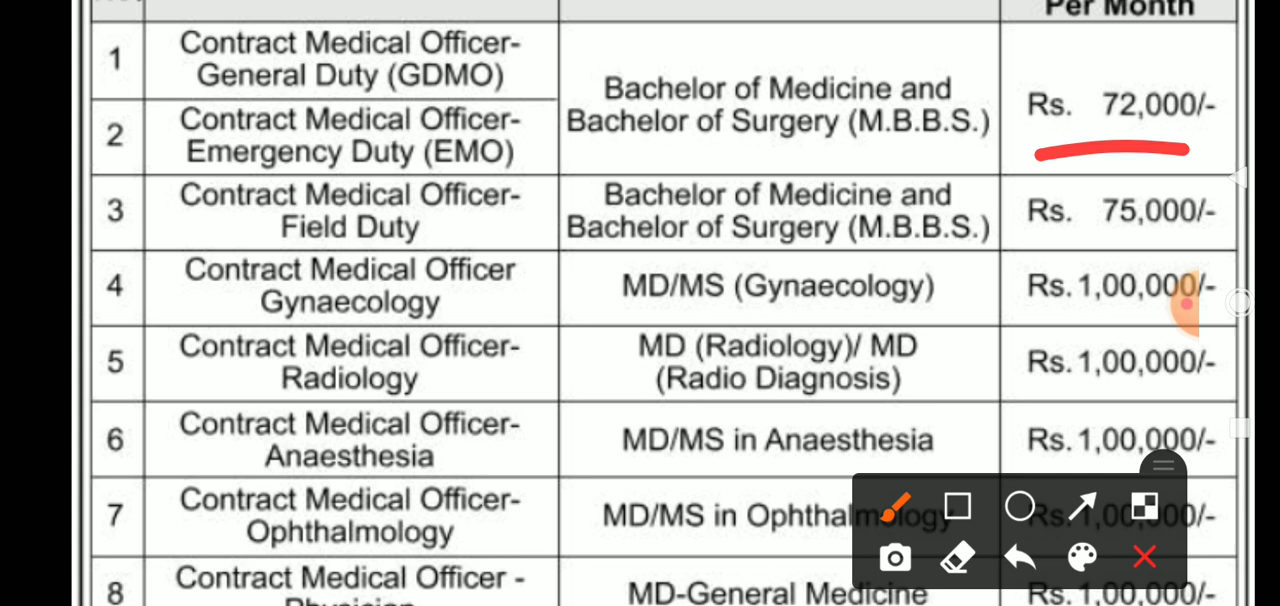 Per Month
1
Contract Medical Officer-
General Duty (GDMO)
2
Contract Medical Officer-
Emergency Duty (EMO)
Bachelor of Medicine and
Bachelor of Surgery (M.B.B.S.)
Rs. 72,000/-
3
Contract Medical Officer-
Field Duty
Bachelor of Medicine and
Bachelor of Surgery (M.B.B.S.)
Rs. 75,000/-
4
Contract Medical Officer
Gynaecology
MD/MS (Gynaecology)
Rs. 1,00,000/-
5
Contract Medical Officer-
Radiology
MD (Radiology)/ MD
(Radio Diagnosis)
Rs. 1,00,000/-
6
Contract Medical Officer-
Anaesthesia
MD/MS in Anaesthesia
Rs. 1,00,000/-
7
Contract Medical Officer-
Ophthalmology
MD/MS in Ophthalmology
Rs. 1,00,000/-
8
Contract Medical Officer -
Physician
MD-General Medicine
Rs. 1,00,000/-